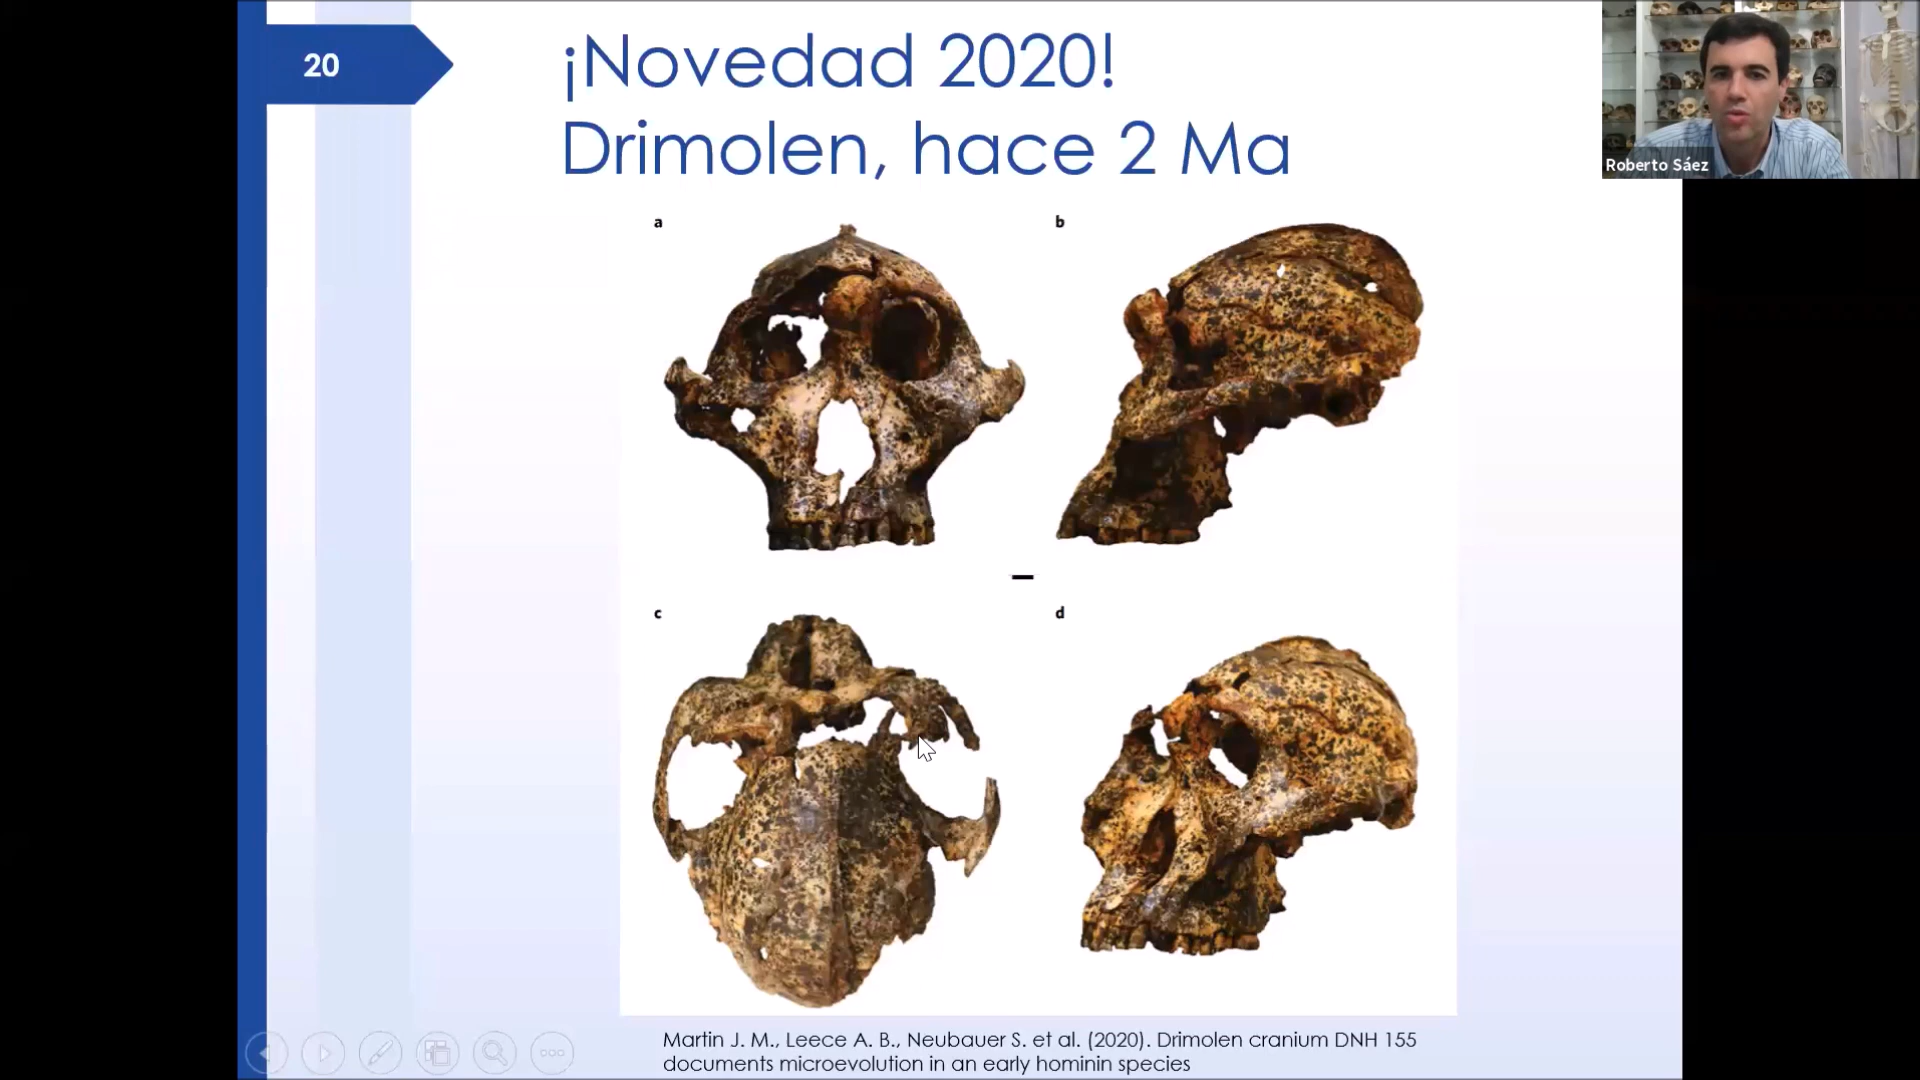 20
¡Novedad 2020!
Drimolen, hace 2 Ma
Roberto Sáez
a
b
c
d
Martin J. M., Leece A. B., Neubauer S. et al. (2020). Drimolen cranium DNH 155
documents microevolution in an early hominin species